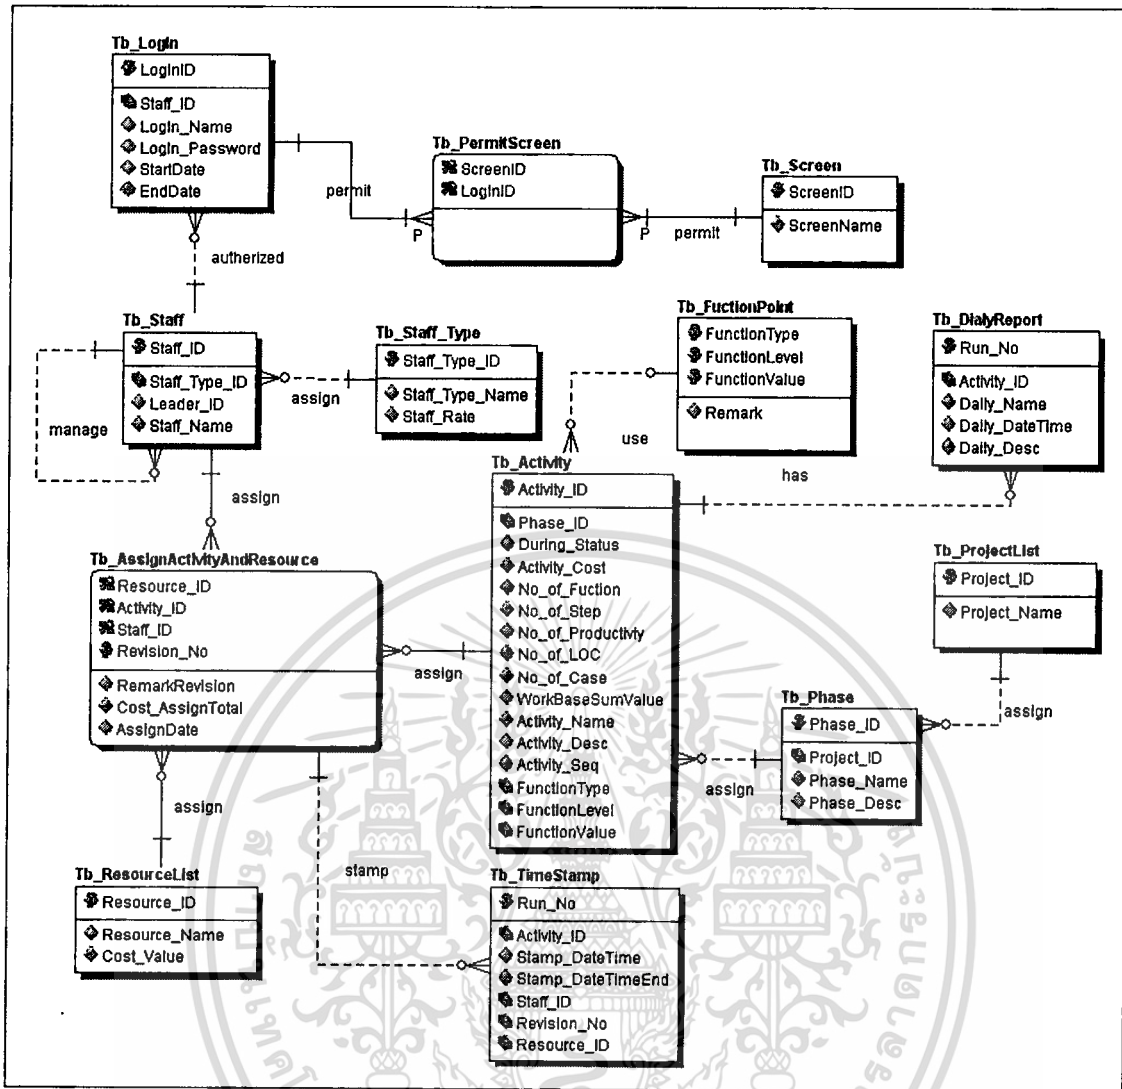 Tb_LogIn
LogInID
Staff_ID
LogIn_Name
LogIn_Password
StartDate
EndDate
permit
P
Tb_PermitScreen
ScreenID
LogInID
P
permit
Tb_Screen
ScreenID
ScreenName
autherized
Tb_Staff
Staff_ID
Staff_Type_ID
Leader_ID
Staff_Name
manage
assign
Tb_Staff_Type
Staff_Type_ID
Staff_Type_Name
Staff_Rate
Tb_FuctionPoint
FunctionType
FunctionLevel
FunctionValue
Remark
use
Tb_DialyReport
Run_No
Activity_ID
Daily_Name
Daily_DateTime
Daily_Desc
has
assign
Tb_Activity
Activity_ID
Phase_ID
During_Status
Activity_Cost
No_of_Fuction
No_of_Step
No_of_Productiviy
No_of_LOC
No_of_Case
WorkBaseSumValue
Activity_Name
Activity_Desc
Activity_Seq
FunctionType
FunctionLevel
FunctionValue
Tb_AssignActivityAndResource
Resource_ID
Activity_ID
Staff_ID
Revision_No
RemarkRevision
Cost_AssignTotal
AssignDate
assign
Tb_ProjectList
Project_ID
Project_Name
assign
Tb_Phase
Phase_ID
Project_ID
Phase_Name
Phase_Desc
assign
assign
stamp
Tb_ResourceList
Resource_ID
Resource_Name
Cost_Value
Tb_TimeStamp
Run_No
Activity_ID
Stamp_DateTime
Stamp_DateTimeEnd
Staff_ID
Revision_No
Resource_ID